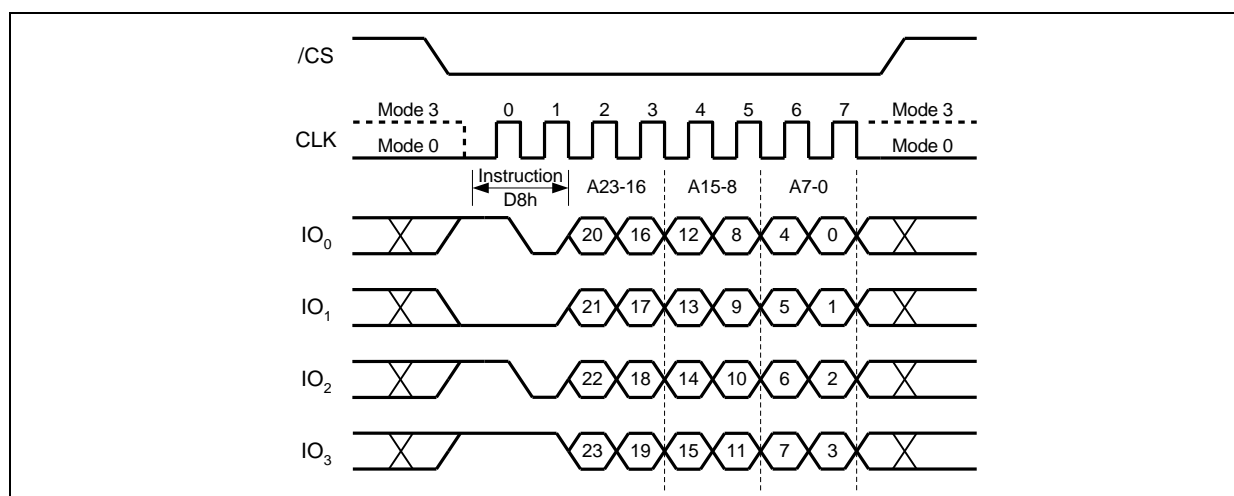 /CS
Mode 3 0 1 2 3 4 5 6 7 Mode 3
CLK
Mode 0 Mode 0
Instruction
D8h A23-16 A15-8 A7-0
IO0 20 16 12 8 4 0
IO1 21 17 13 9 5 1
IO2 22 18 14 10 6 2
IO3 23 19 15 11 7 3